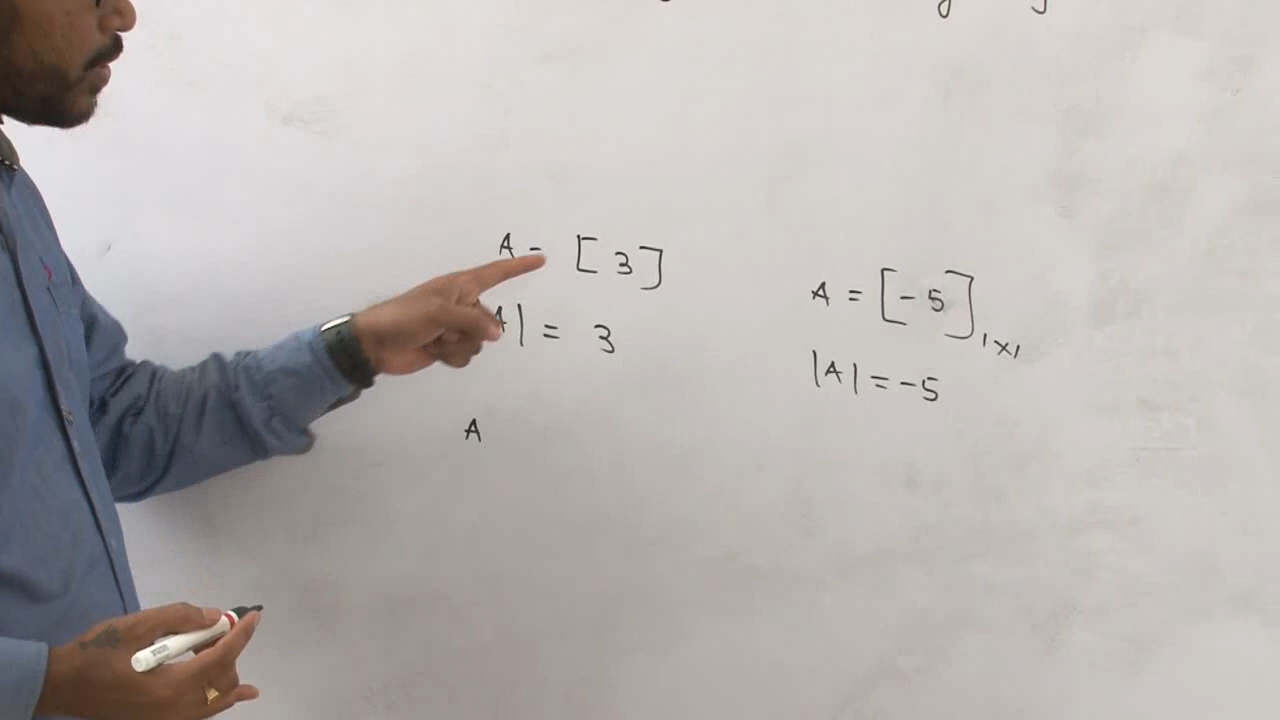 A = [ 3 ]
A| = 3
A
A = [ - 5 ] 1×1
|A| = -5